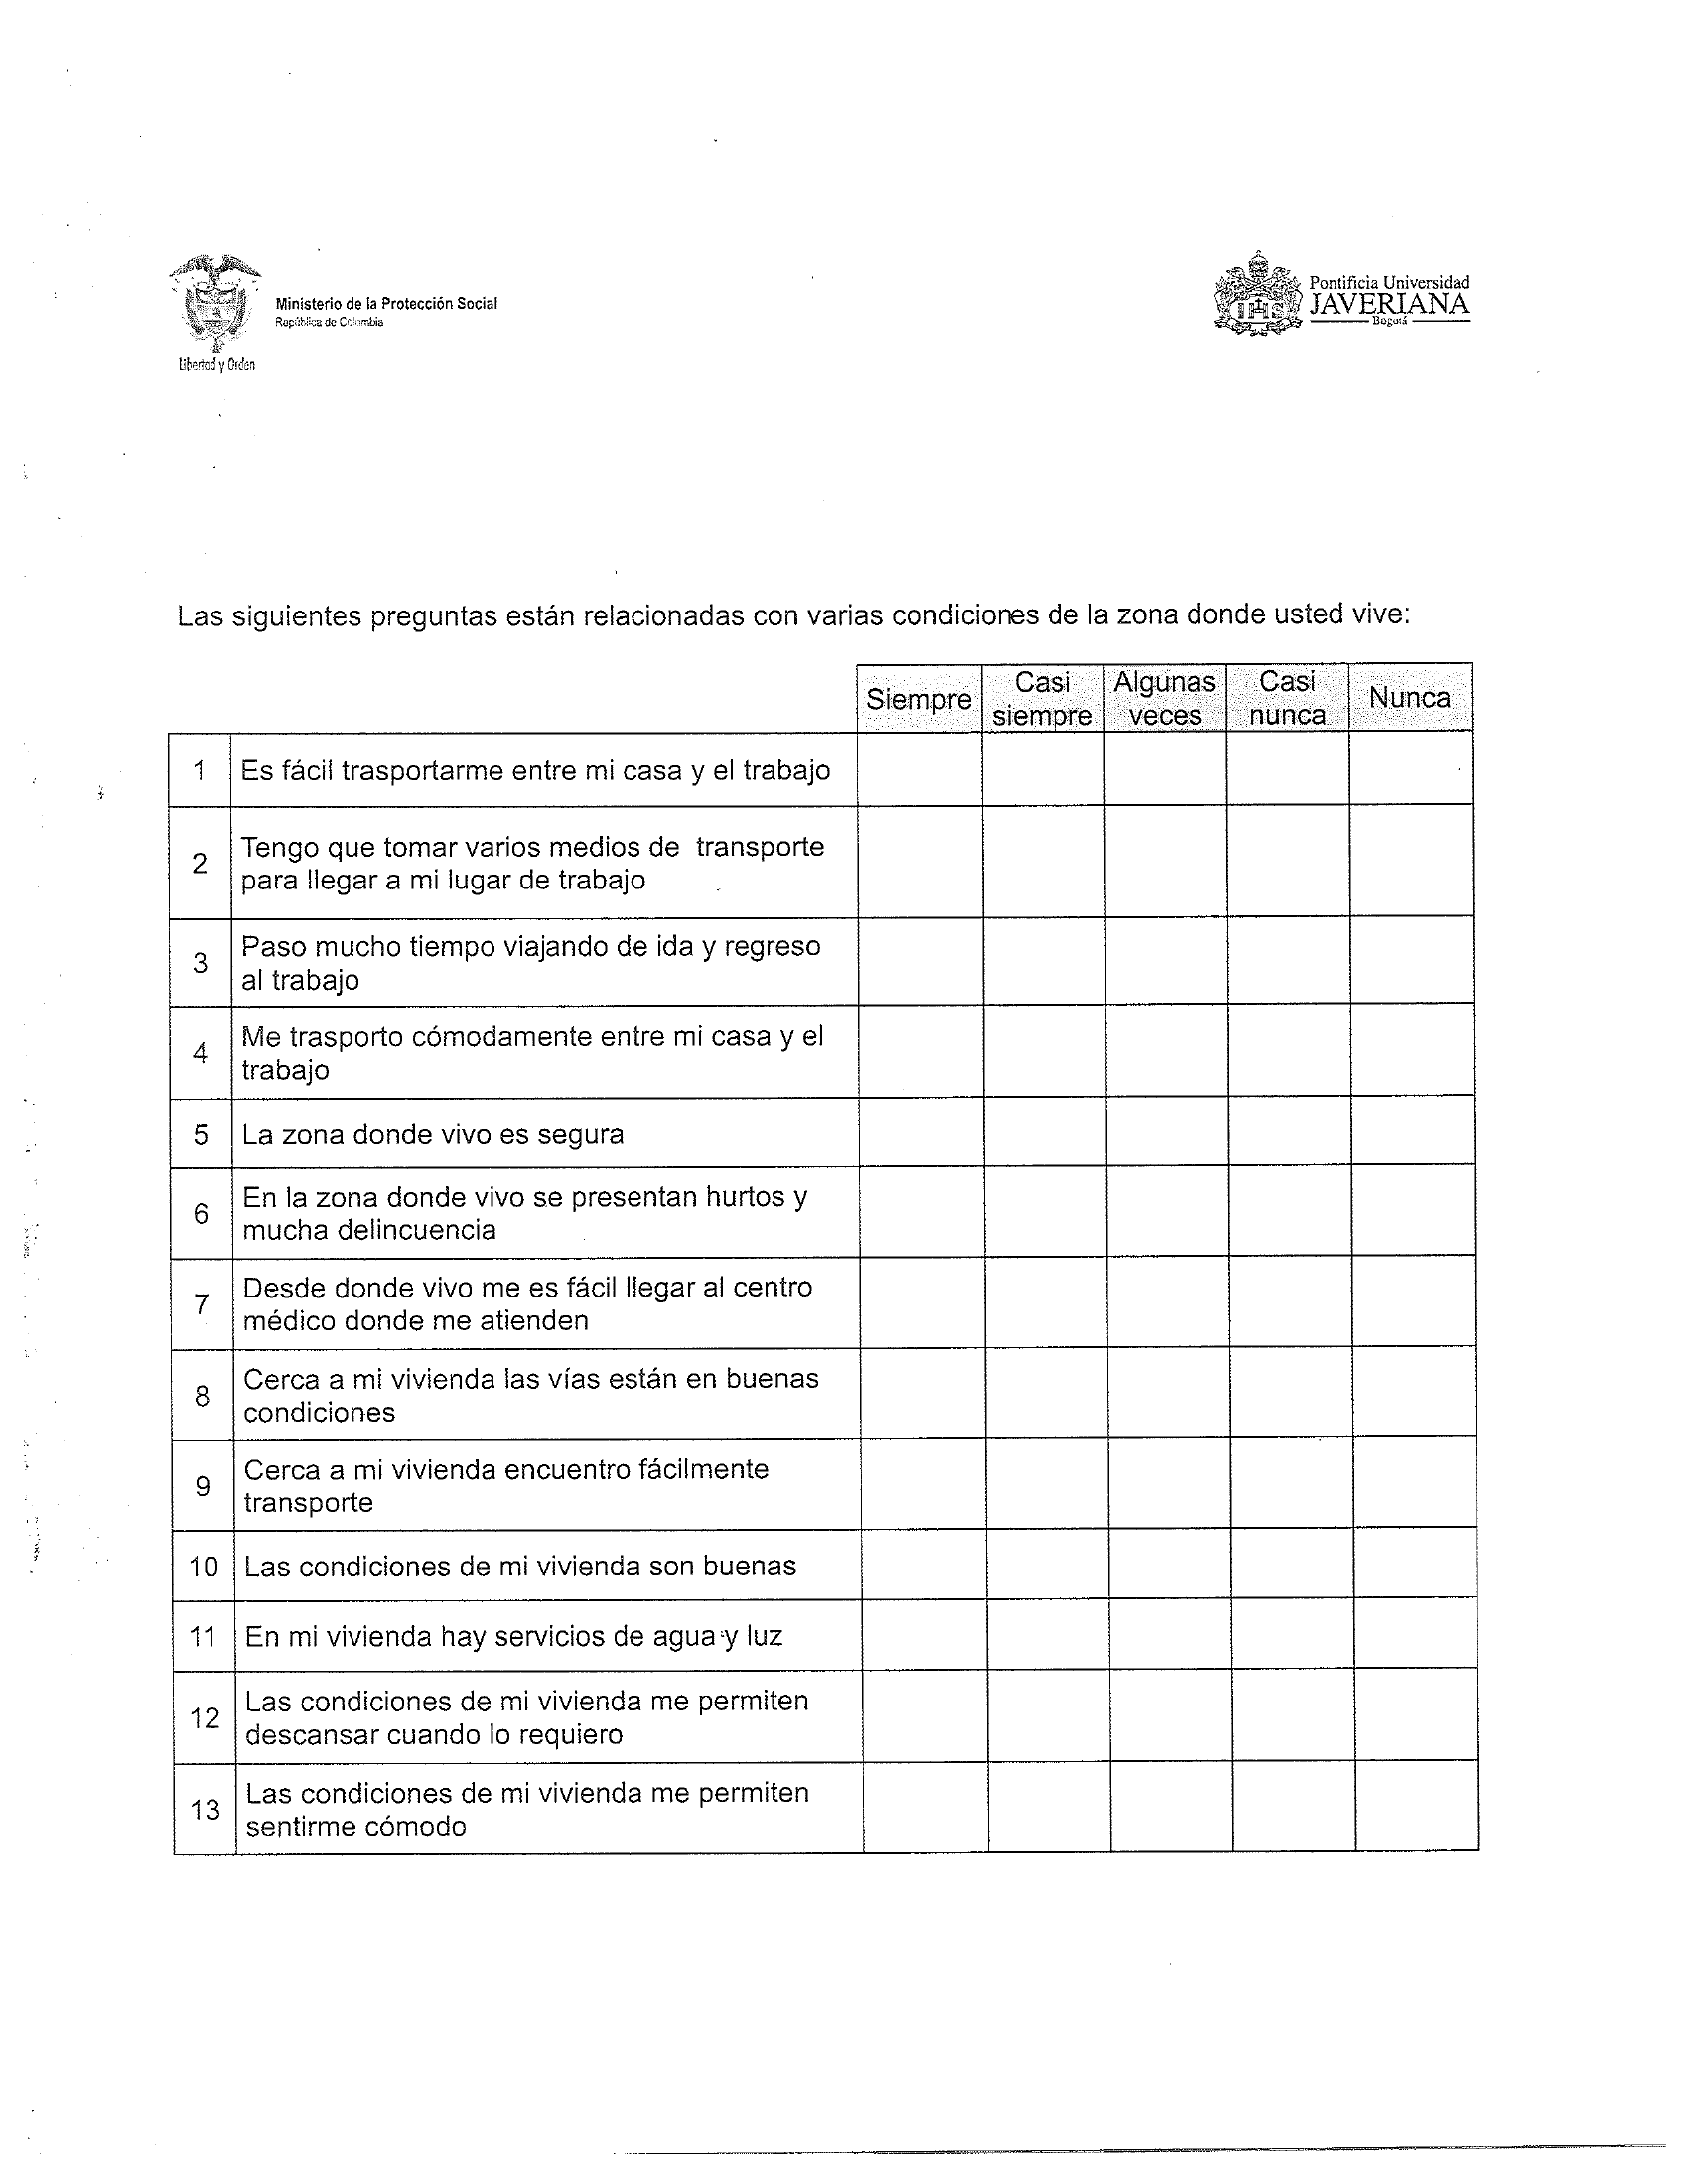 Ministerio de la Protección Social
República de Colombia
Libertad y Orden
Pontificia Universidad
JAVERIANA
Bogotá
Las siguientes preguntas están relacionadas con varias condiciones de la zona donde usted vive:
Siempre
Casi
siempre
Algunas
veces
Casi
nunca
Nunca
1 Es fácil trasportarme entre mi casa y el trabajo
2 Tengo que tomar varios medios de transporte
para llegar a mi lugar de trabajo
3 Paso mucho tiempo viajando de ida y regreso
al trabajo
4 Me trasporto cómodamente entre mi casa y el
trabajo
5 La zona donde vivo es segura
6 En la zona donde vivo se presentan hurtos y
mucha delincuencia
7 Desde donde vivo me es fácil llegar al centro
médico donde me atienden
8 Cerca a mi vivienda las vías están en buenas
condiciones
9 Cerca a mi vivienda encuentro fácilmente
transporte
10 Las condiciones de mi vivienda son buenas
11 En mi vivienda hay servicios de agua y luz
12 Las condiciones de mi vivienda me permiten
descansar cuando lo requiero
13 Las condiciones de mi vivienda me permiten
sentirme cómodo